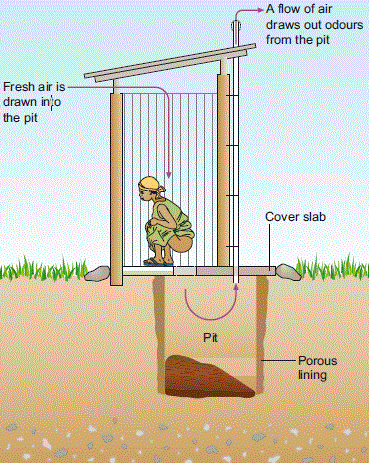 A flow of air
draws out odours
from the pit
Fresh air is
drawn into
the pit
Cover slab
Pit
Porous
lining